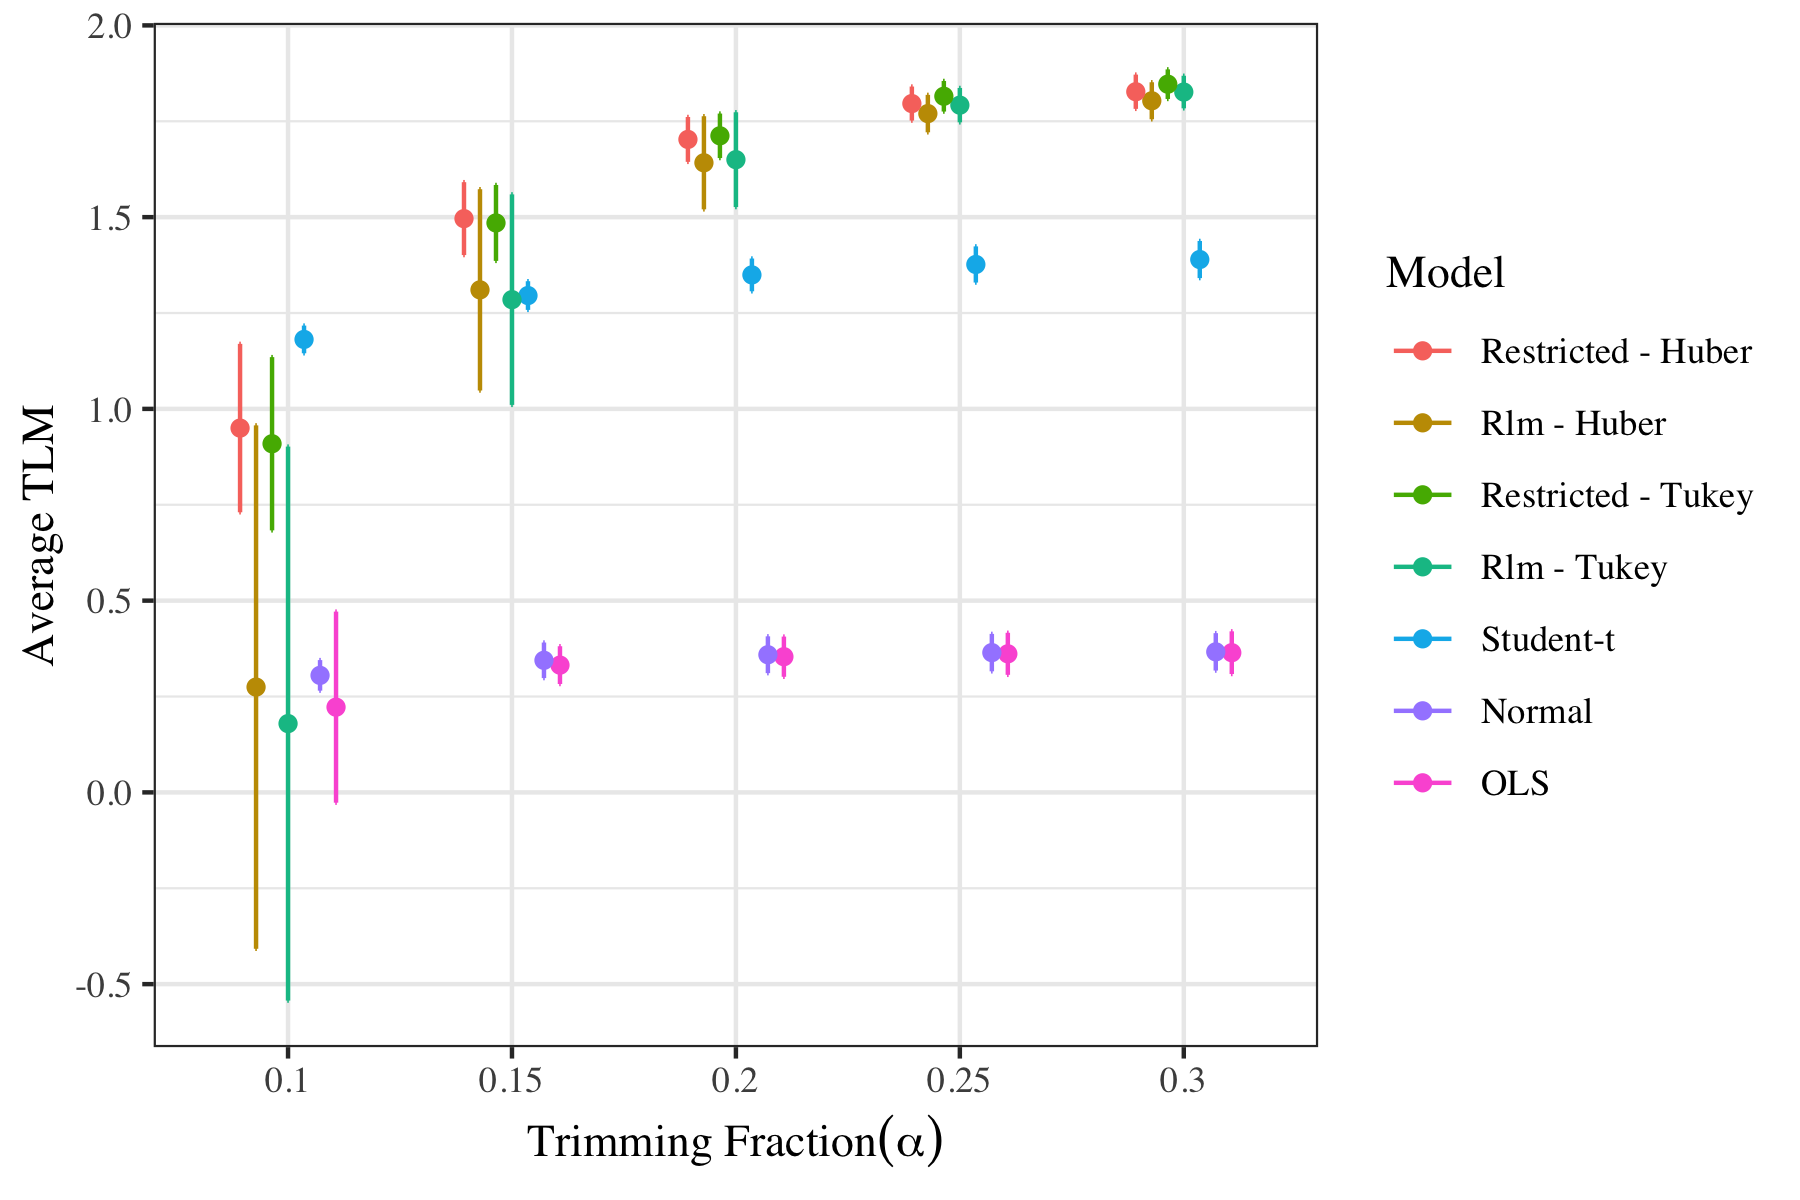 2.0
1.5
1.0
0.5
0.0
-0.5
Average TLM
0.1 0.15 0.2 0.25 0.3
Trimming Fraction(α)
Model
Restricted - Huber
Rlm - Huber
Restricted - Tukey
Rlm - Tukey
Student-t
Normal
OLS